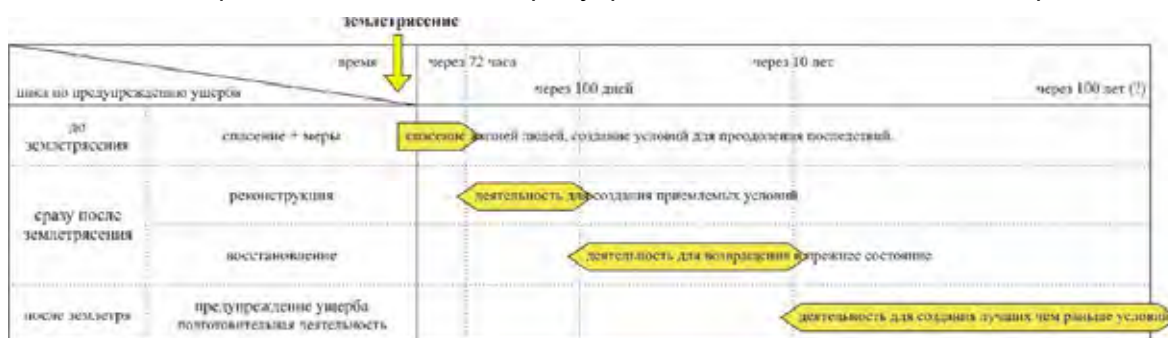 землетрясение
время
через 72 часа
через 10 лет
цикл по предупреждению ущерба
через 100 дней
через 100 лет (?)
до
землетрясения
спасение + меры
спасение жизней людей, создание условий для преодоления последствий.
реконструкция
деятельность для создания приемлемых условий
сразу после
землетрясения
восстановление
деятельность для возвращения в прежнее состояние
после землетря
предупреждение ущерба
подготовительная деятельность
деятельность для создания лучших чем раньше условий